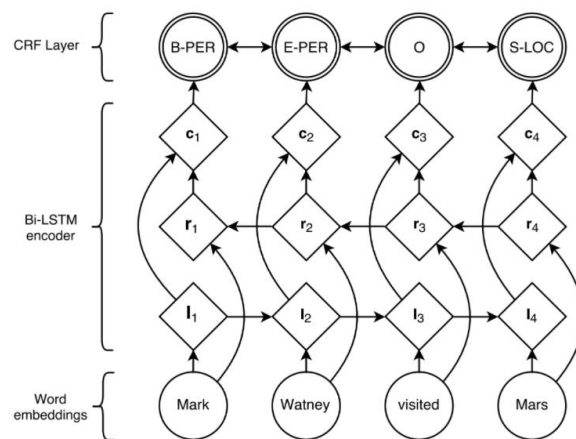 CRF Layer
B-PER E-PER O S-LOC
c1 c2 c3 c4
Bi-LSTM
encoder
r1 r2 r3 r4
l1 l2 l3 l4
Word
embeddings
Mark Watney visited Mars